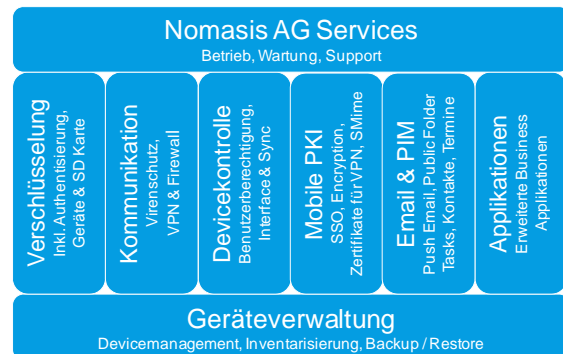 Nomasis AG Services
Betrieb, Wartung, Support
Verschlüsselung
Inkl. Authentisierung,
Geräte & SD Karte
Kommunikation
Virenschutz,
VPN & Firewall
Devicekontrolle
Benutzerberechtigung,
Interface & Sync
Mobile PKI
SSO, Encryption,
Zertifikate für VPN, SMime
Email & PIM
Push Email, Public Folder
Tasks, Kontakte, Termine
Applikationen
Erweiterte Business
Applikationen
Geräteverwaltung
Devicemanagement, Inventarisierung, Backup / Restore